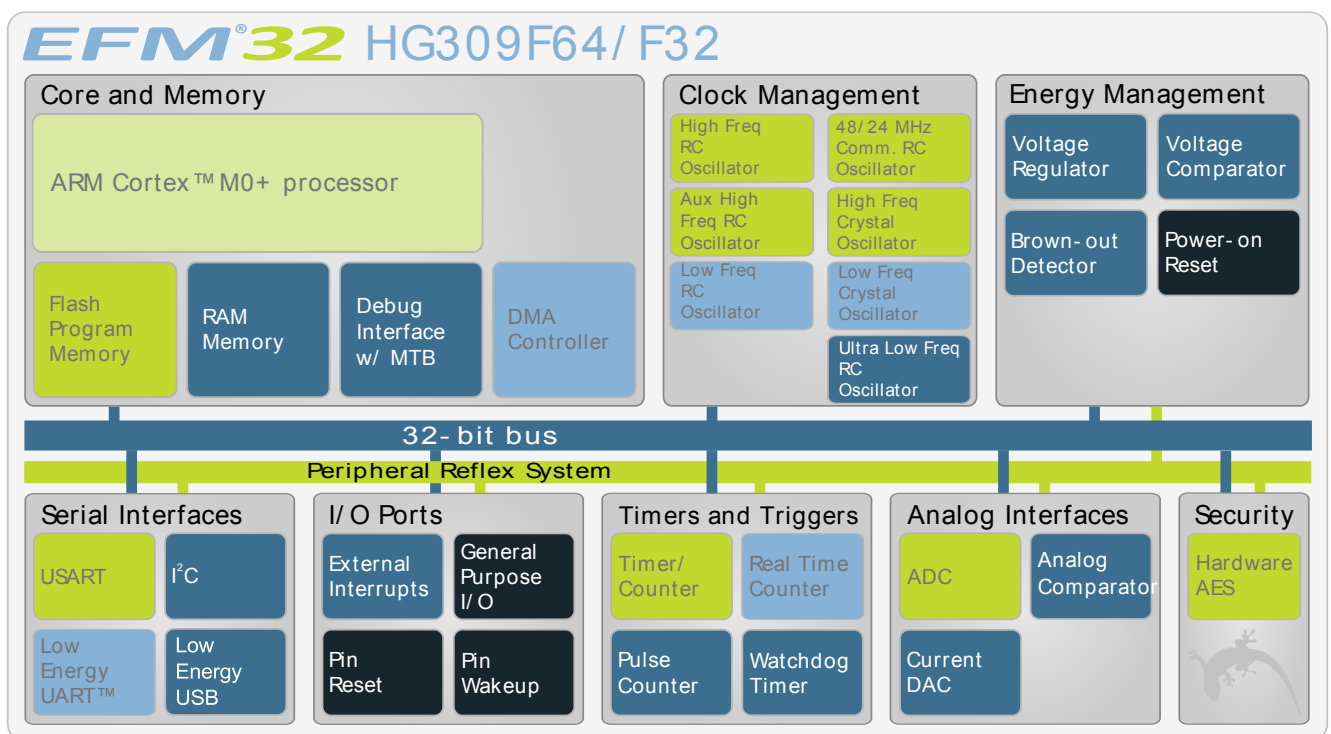 EFM®32 HG309F64/F32
Core and Memory
ARM Cortex™ M0+ processor
Flash
Program
Memory
RAM
Memory
Debug
Interface
w/ MTB
DMA
Controller
Clock Management
High Freq
RC
Oscillator
48/24 MHz
Comm. RC
Oscillator
Aux High
Freq RC
Oscillator
High Freq
Crystal
Oscillator
Low Freq
RC
Oscillator
Low Freq
Crystal
Oscillator
Ultra Low Freq
RC
Oscillator
Energy Management
Voltage
Regulator
Voltage
Comparator
Brown-out
Detector
Power-on
Reset
32-bit bus
Peripheral Reflex System
Serial Interfaces
USART
I²C
Low
Energy
UART™
Low
Energy
USB
I/O Ports
External
Interrupts
General
Purpose
I/O
Pin
Reset
Pin
Wakeup
Timers and Triggers
Timer/
Counter
Real Time
Counter
Pulse
Counter
Watchdog
Timer
Analog Interfaces
ADC
Analog
Comparator
Current
DAC
Security
Hardware
AES